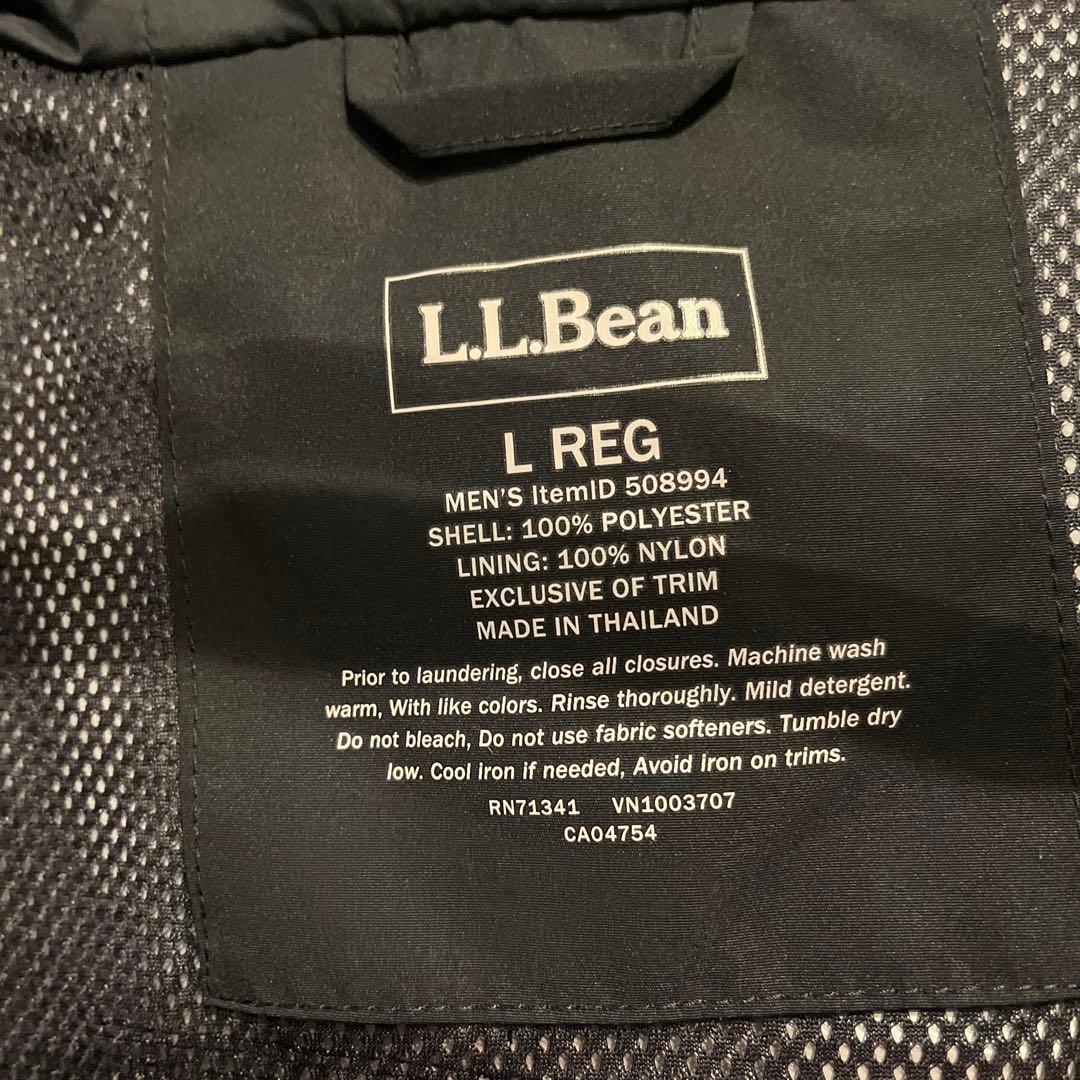 L.L.Bean
L REG
MEN'S ItemID 508994
SHELL: 100% POLYESTER
LINING: 100% NYLON
EXCLUSIVE OF TRIM
MADE IN THAILAND
Prior to laundering, close all closures. Machine wash
warm, With like colors. Rinse thoroughly. Mild detergent.
Do not bleach, Do not use fabric softeners. Tumble dry
low. Cool iron if needed, Avoid iron on trims.
RN71341 VN1003707
CA04754